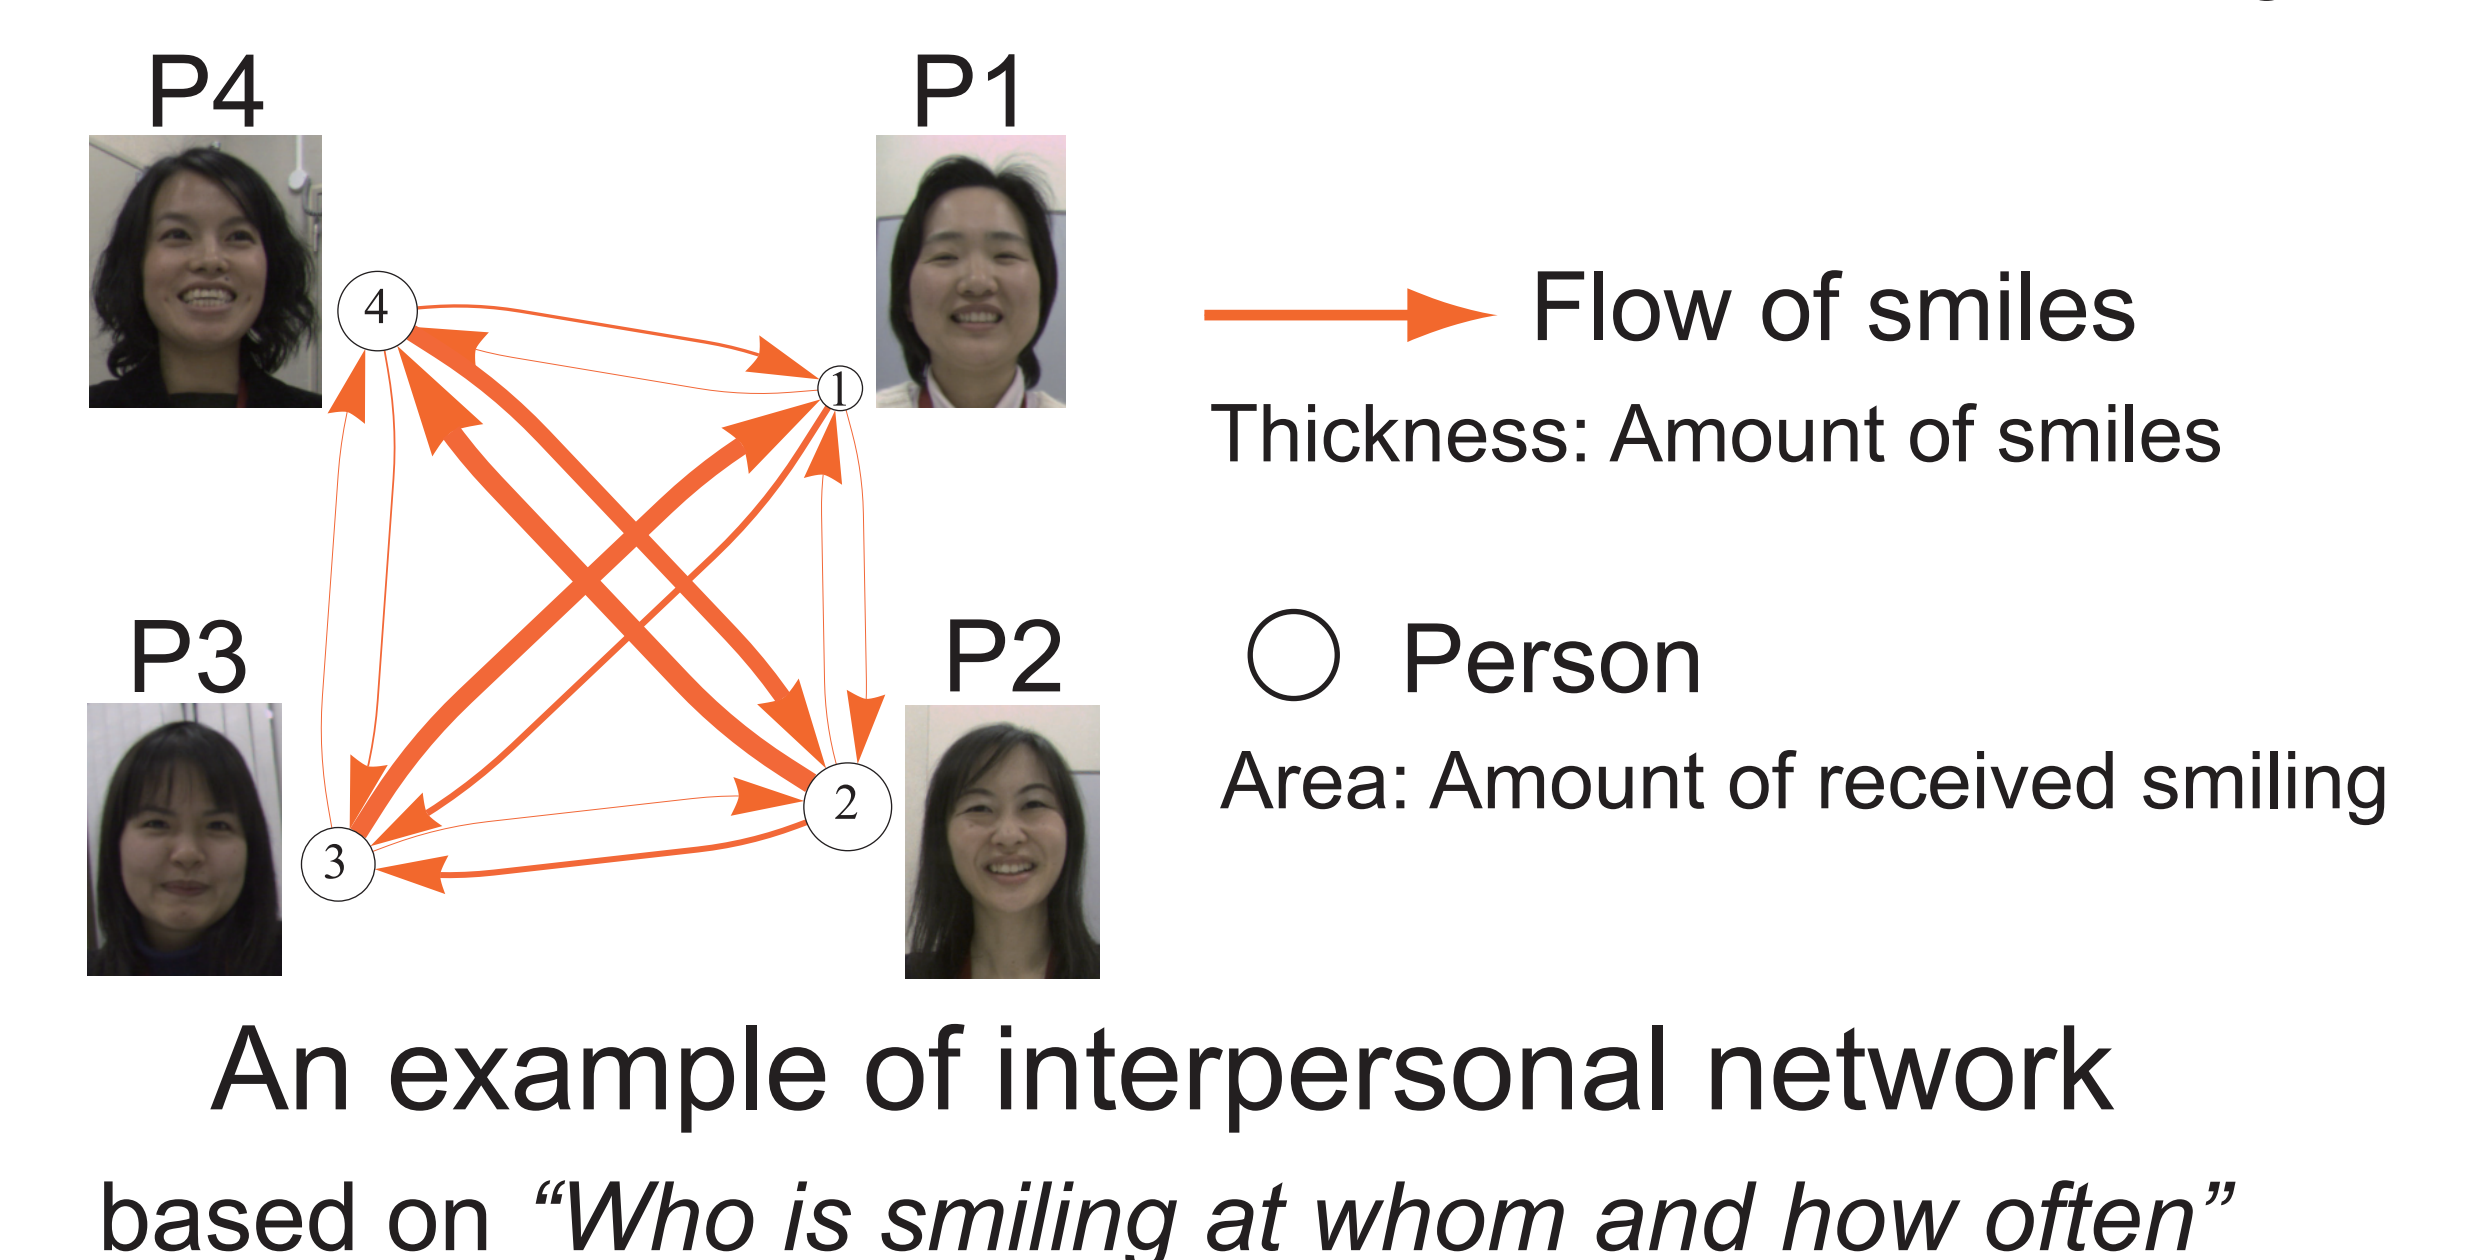 P4
P1
4
1
Flow of smiles
Thickness: Amount of smiles
P3
P2
Person
2
3
Area: Amount of received smiling
An example of interpersonal network
based on “Who is smiling at whom and how often”